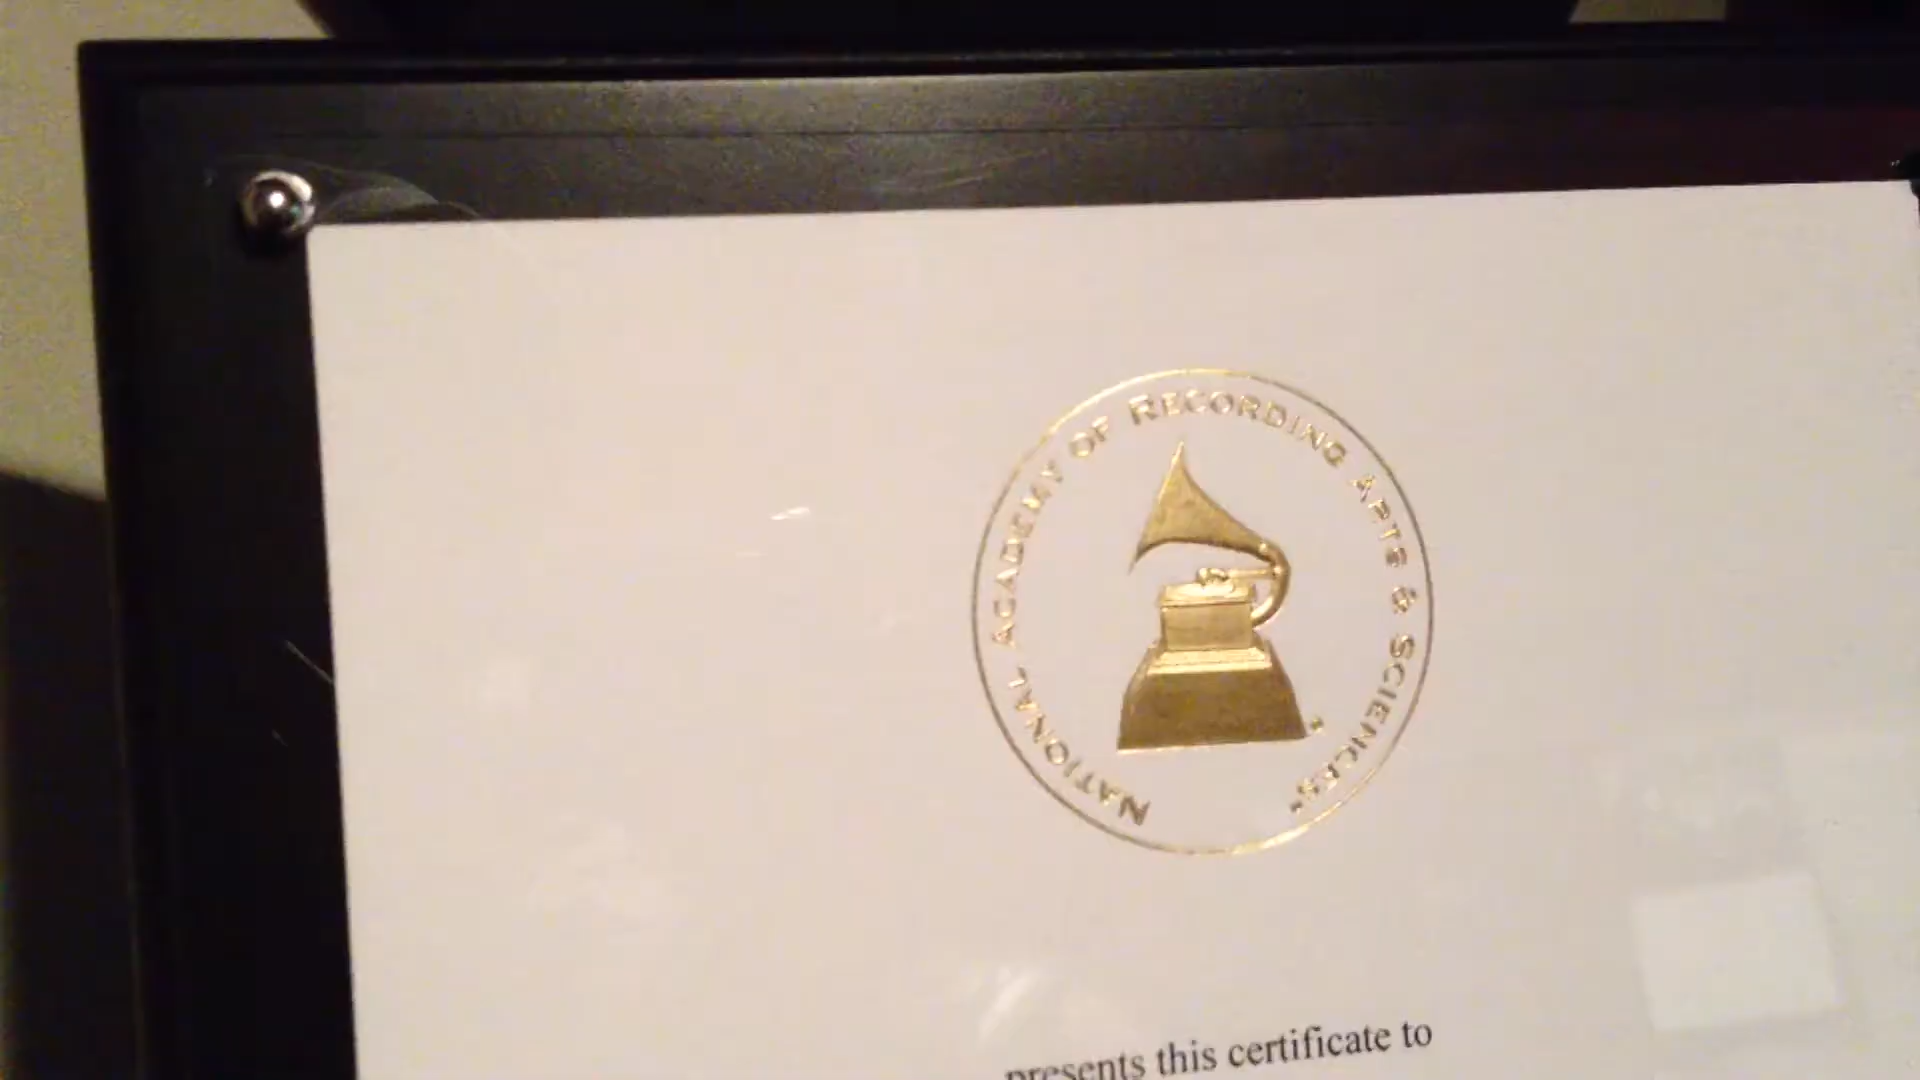 NATIONAL ACADEMY OF RECORDING ARTS & SCIENCES®
presents this certificate to